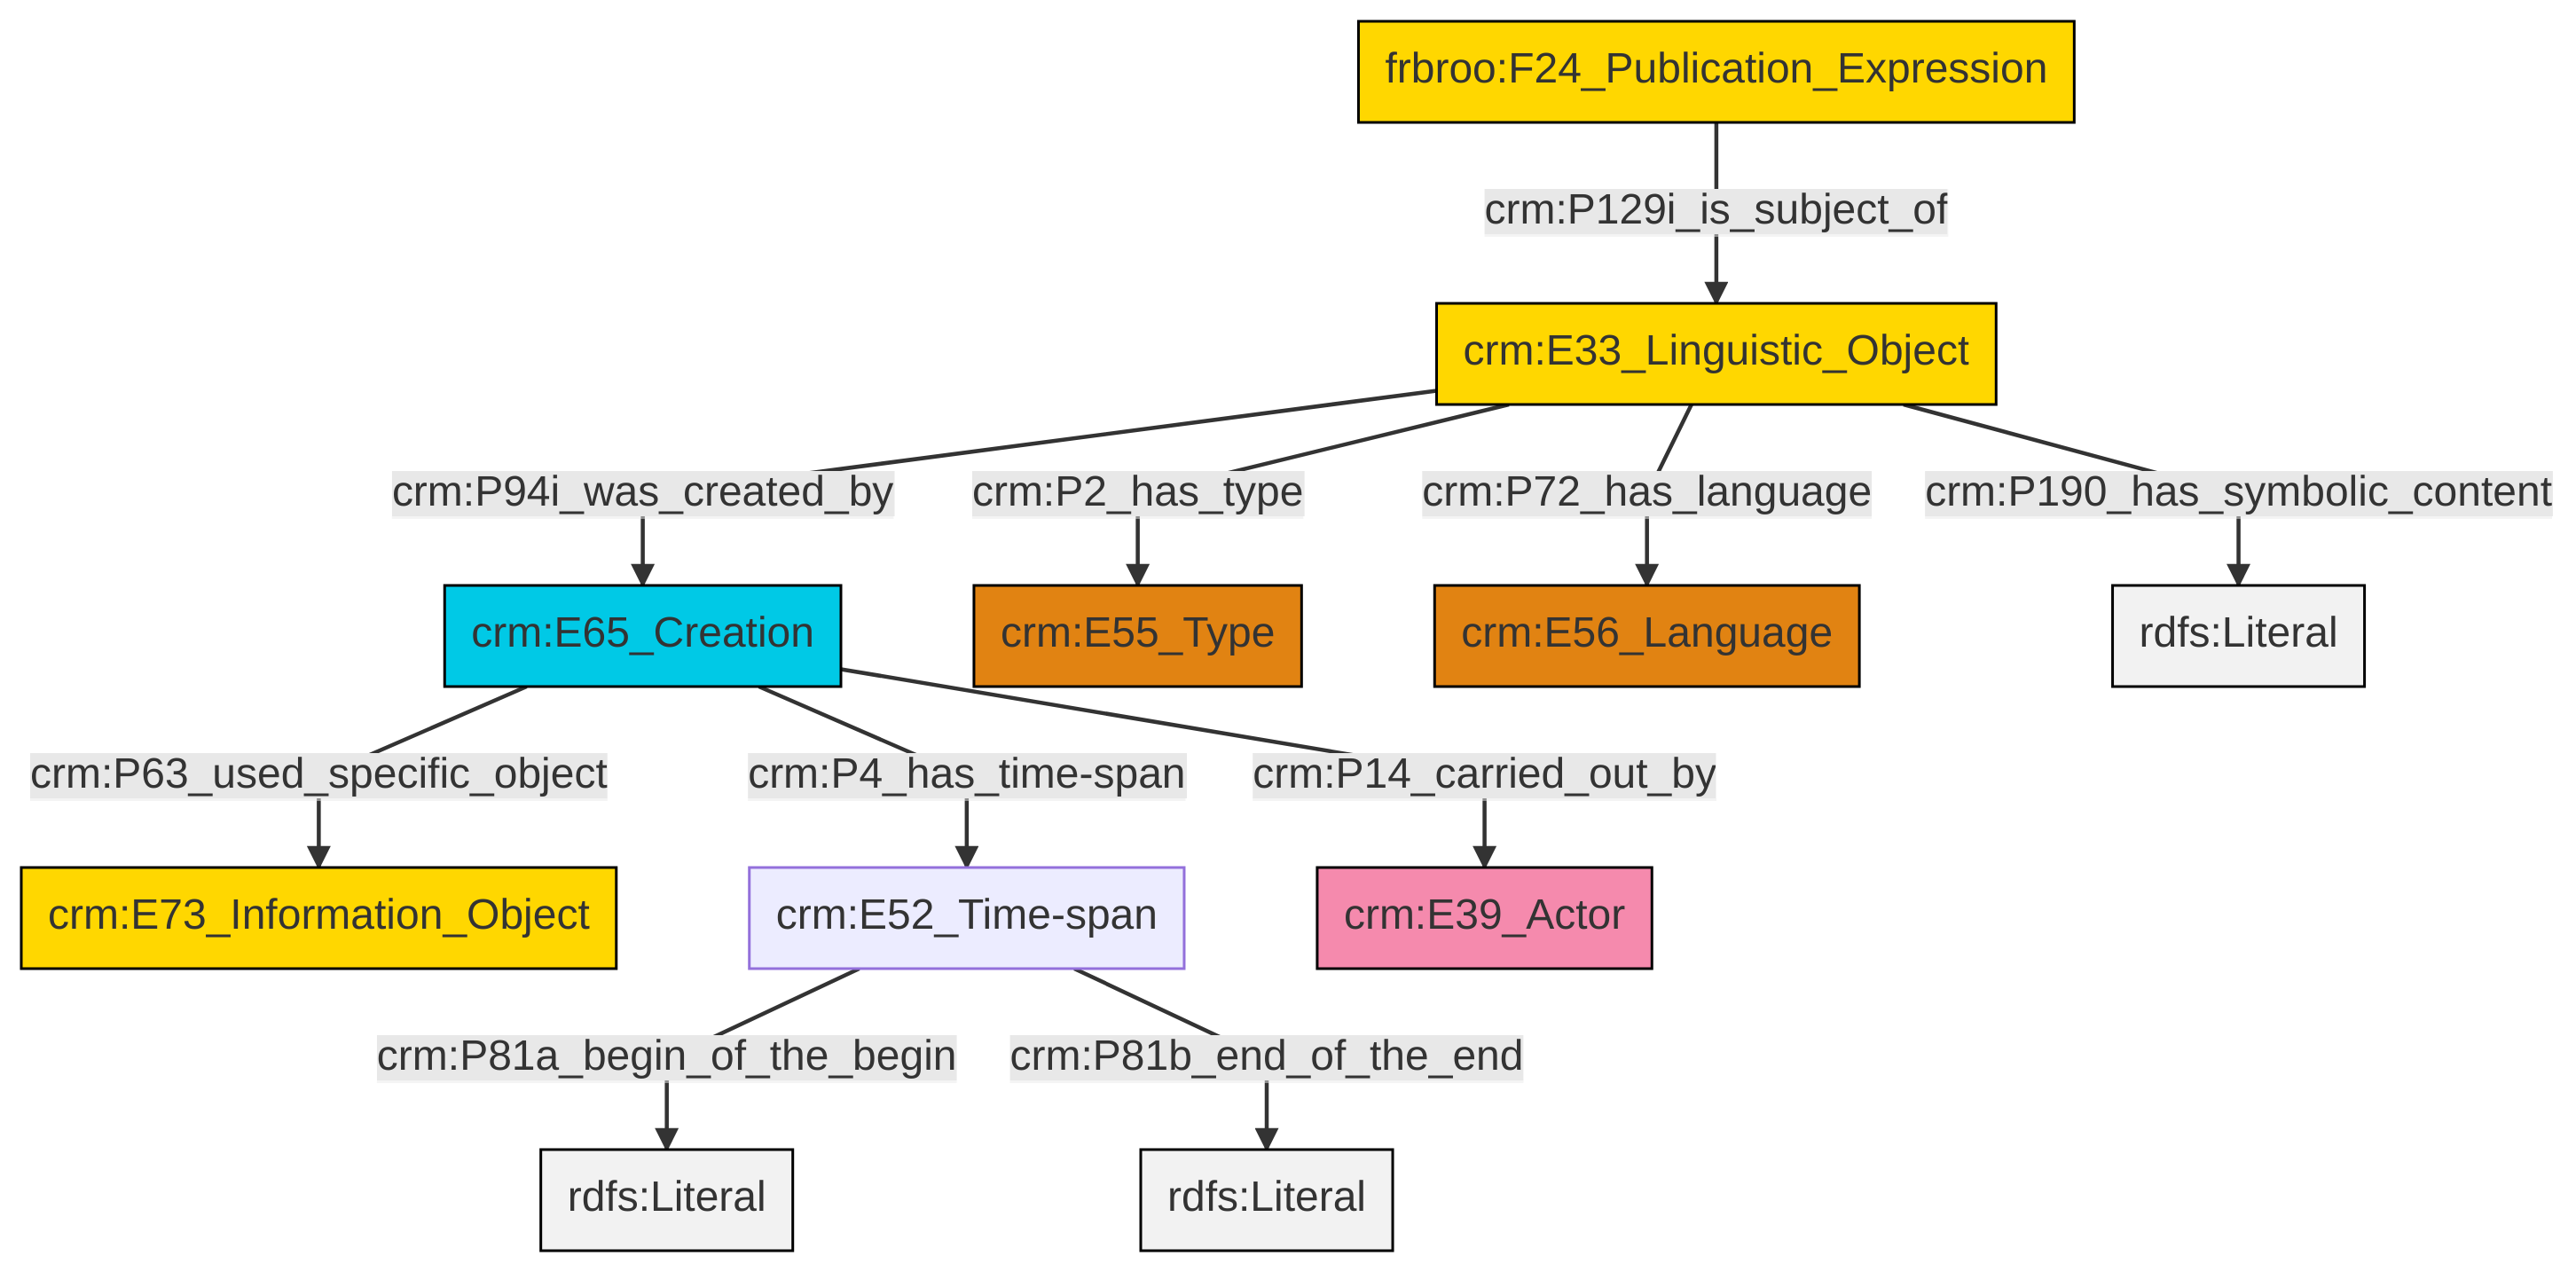 frbroo:F24_Publication_Expression
crm:P129i_is_subject_of
crm:E33_Linguistic_Object
crm:P94i_was_created_by
crm:P2_has_type
crm:P72_has_language
crm:P190_has_symbolic_content
crm:E65_Creation
crm:E55_Type
crm:E56_Language
rdfs:Literal
crm:P63_used_specific_object
crm:P4_has_time-span
crm:P14_carried_out_by
crm:E73_Information_Object
crm:E52_Time-span
crm:E39_Actor
crm:P81a_begin_of_the_begin
crm:P81b_end_of_the_end
rdfs:Literal
rdfs:Literal